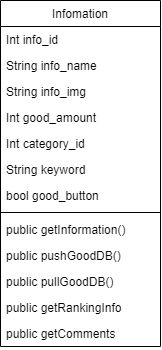 Infomation
Int info_id
String info_name
String info_img
Int good_amount
Int category_id
String keyword
bool good_button
public getInformation()
public pushGoodDB()
public pullGoodDB()
public getRankingInfo
public getComments